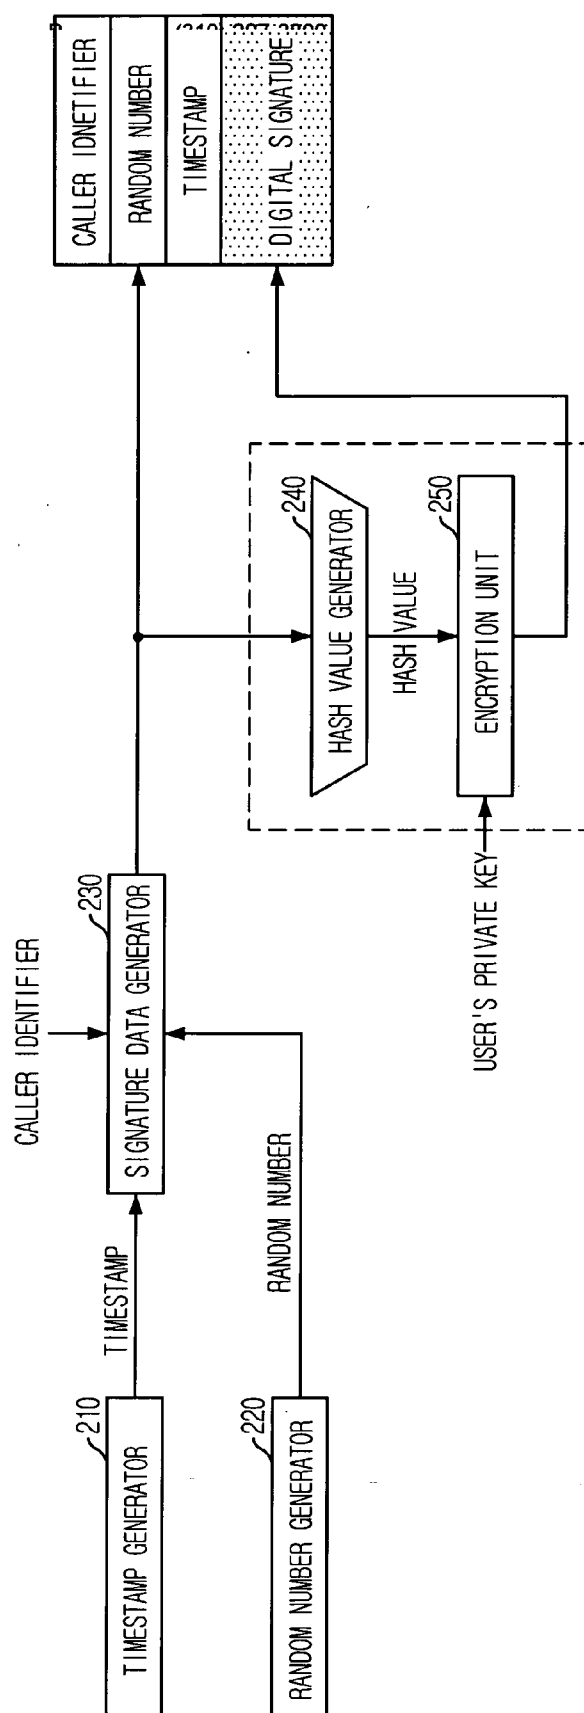 TIMESTAMP GENERATOR
210
TIMESTAMP
RANDOM NUMBER GENERATOR
220
RANDOM NUMBER
CALLER IDENTIFIER
SIGNATURE DATA GENERATOR
230
HASH VALUE GENERATOR
240
HASH VALUE
USER'S PRIVATE KEY
ENCRYPTION UNIT
250
CALLER IDNETIFIER
RANDOM NUMBER
TIMESTAMP
DIGITAL SIGNATURE